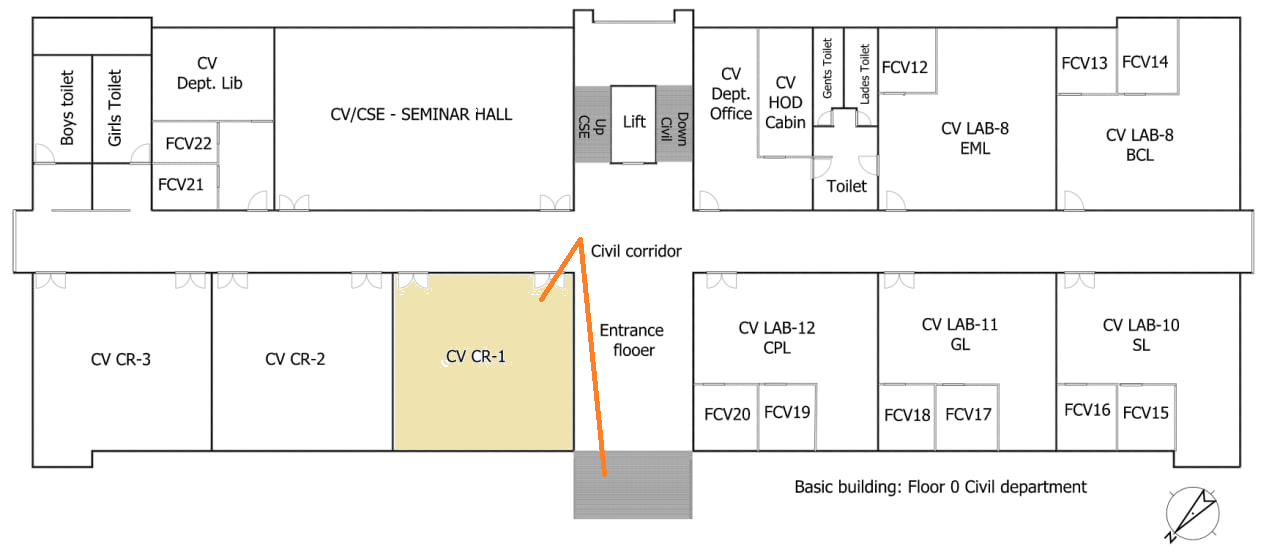 Boys toilet
Girls Toilet
CV
Dept. Lib
FCV22
FCV21
CV/CSE - SEMINAR HALL
Up
CSE
Lift
Down
Civil
CV
Dept.
Office
CV
HOD
Cabin
Gents Toilet
Lades Toilet
Toilet
FCV12
CV LAB-8
EML
FCV13
FCV14
CV LAB-8
BCL
Civil corridor
CV CR-3
CV CR-2
CV CR-1
Entrance
flooer
CV LAB-12
CPL
FCV20
FCV19
CV LAB-11
GL
FCV18
FCV17
CV LAB-10
SL
FCV16
FCV15
Basic building: Floor 0 Civil department
N